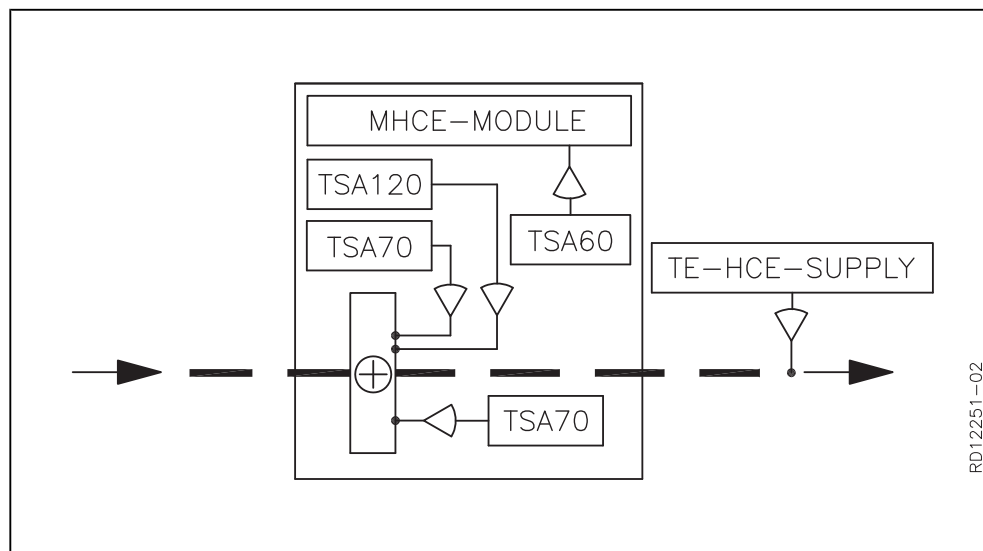 MHCE-MODULE
TSA120
TSA70
TSA60
TE-HCE-SUPPLY
TSA70
RD12251-02